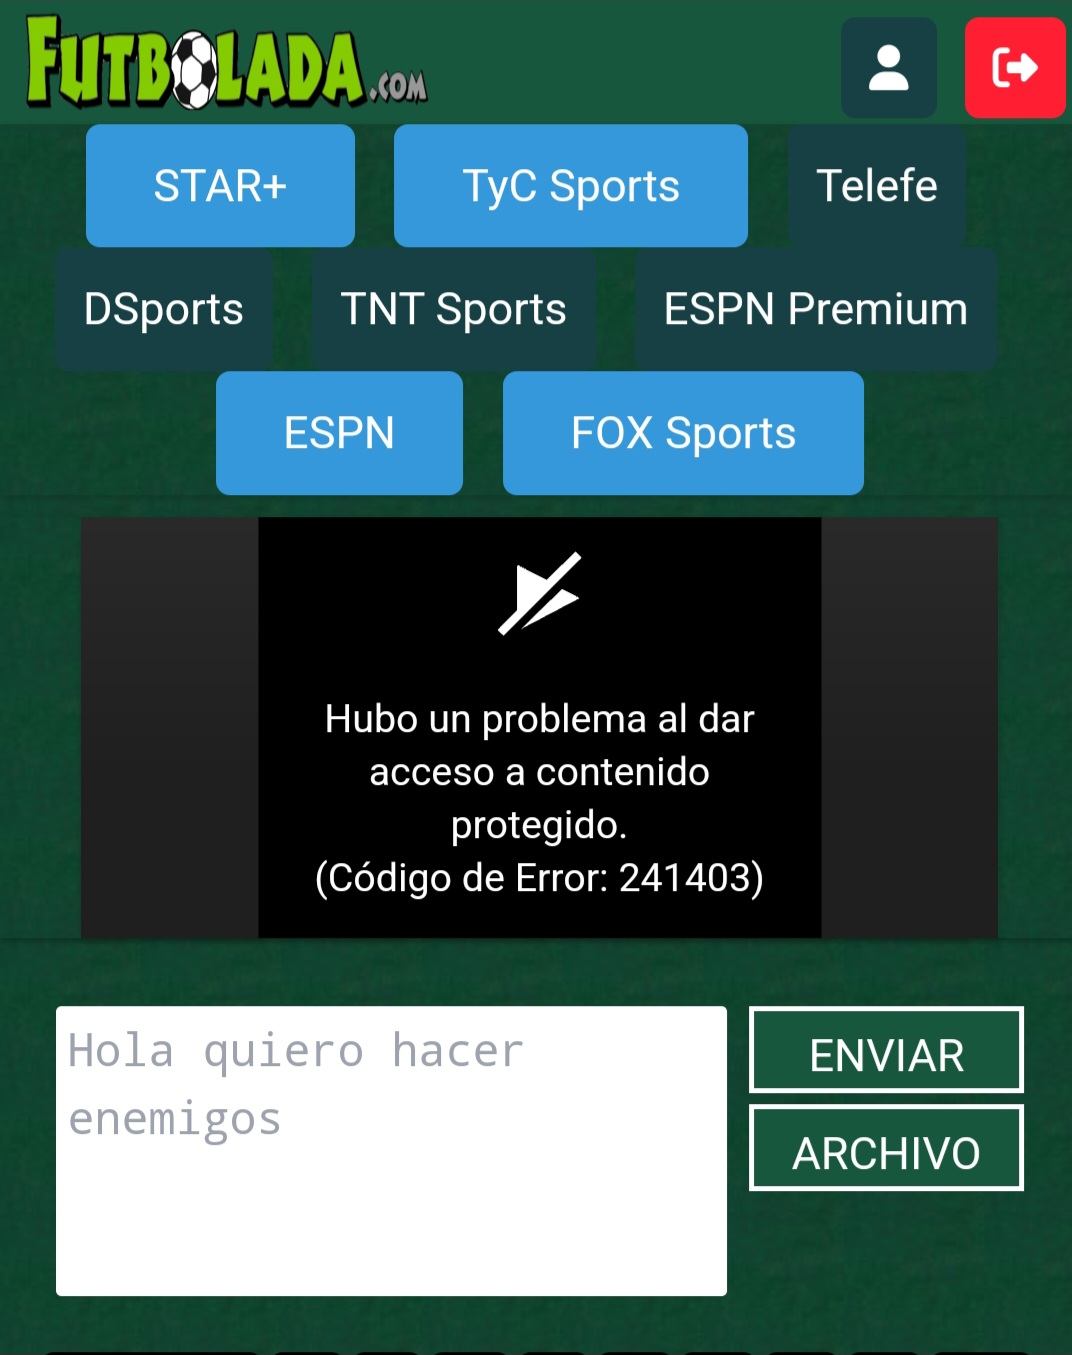 FUTBOLADA.COM
STAR+ TyC Sports Telefe
DSports TNT Sports ESPN Premium
ESPN FOX Sports
Hubo un problema al dar
acceso a contenido
protegido.
(Código de Error: 241403)
Hola quiero hacer
enemigos
ENVIAR
ARCHIVO